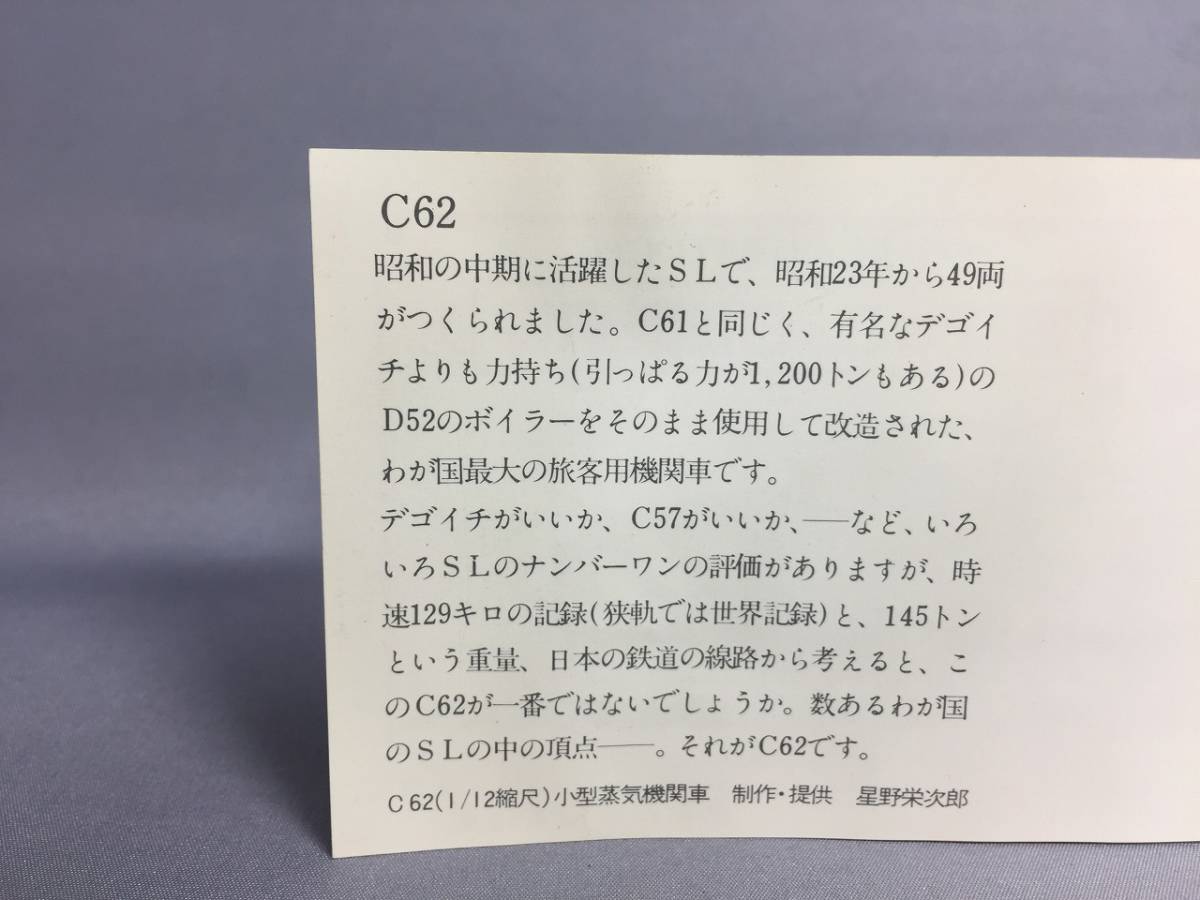 C62
昭和の中期に活躍したSLで、昭和23年から49両
がつくられました。C61と同じく、有名なデゴイ
チよりも力持ち(引っぱる力が1,200トンもある)の
D52のボイラーをそのまま使用して改造された、
わが国最大の旅客用機関車です。
デゴイチがいいか、C57がいいか、──など、いろ
いろSLのナンバーワンの評価がありますが、時
速129キロの記録(狭軌では世界記録)と、145トン
という重量、日本の鉄道の線路から考えると、こ
のC62が一番ではないでしょうか。数あるわが国
のSLの中の頂点──。それがC62です。
C62(1/12縮尺)小型蒸気機関車　制作・提供　星野栄次郎